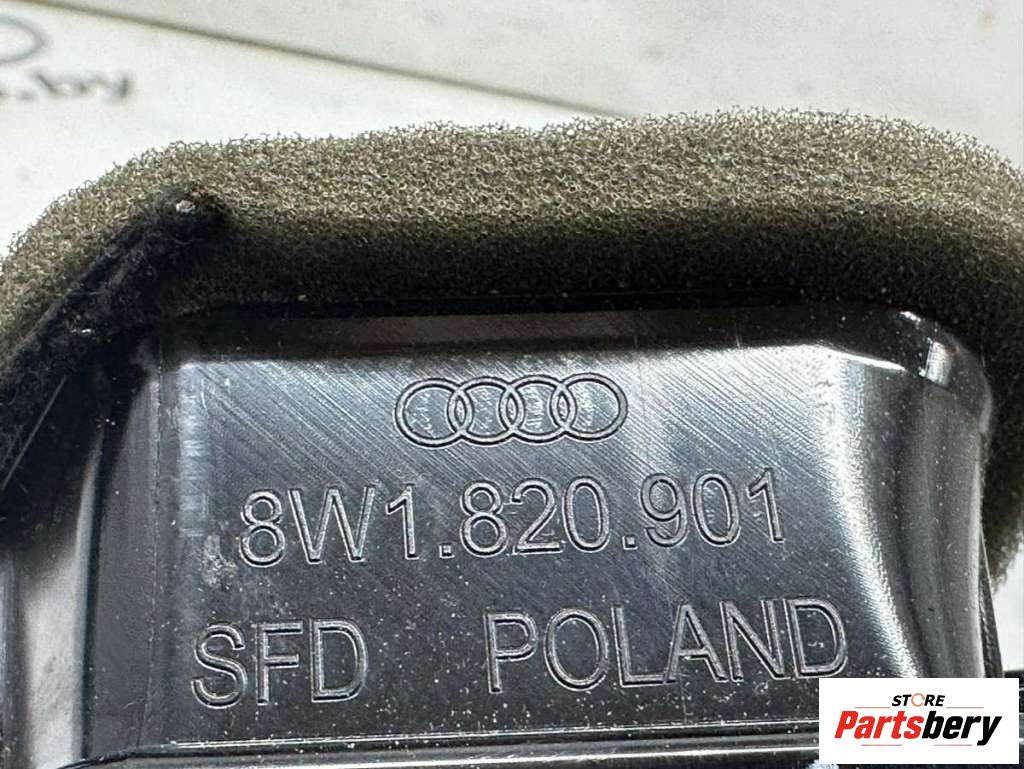 8W1.820.901
SFD POLAND
STORE
Partsbery